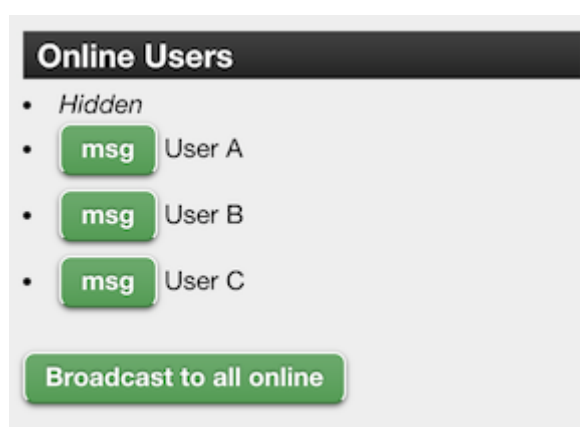 Online Users
Hidden
msg User A
msg User B
msg User C
Broadcast to all online